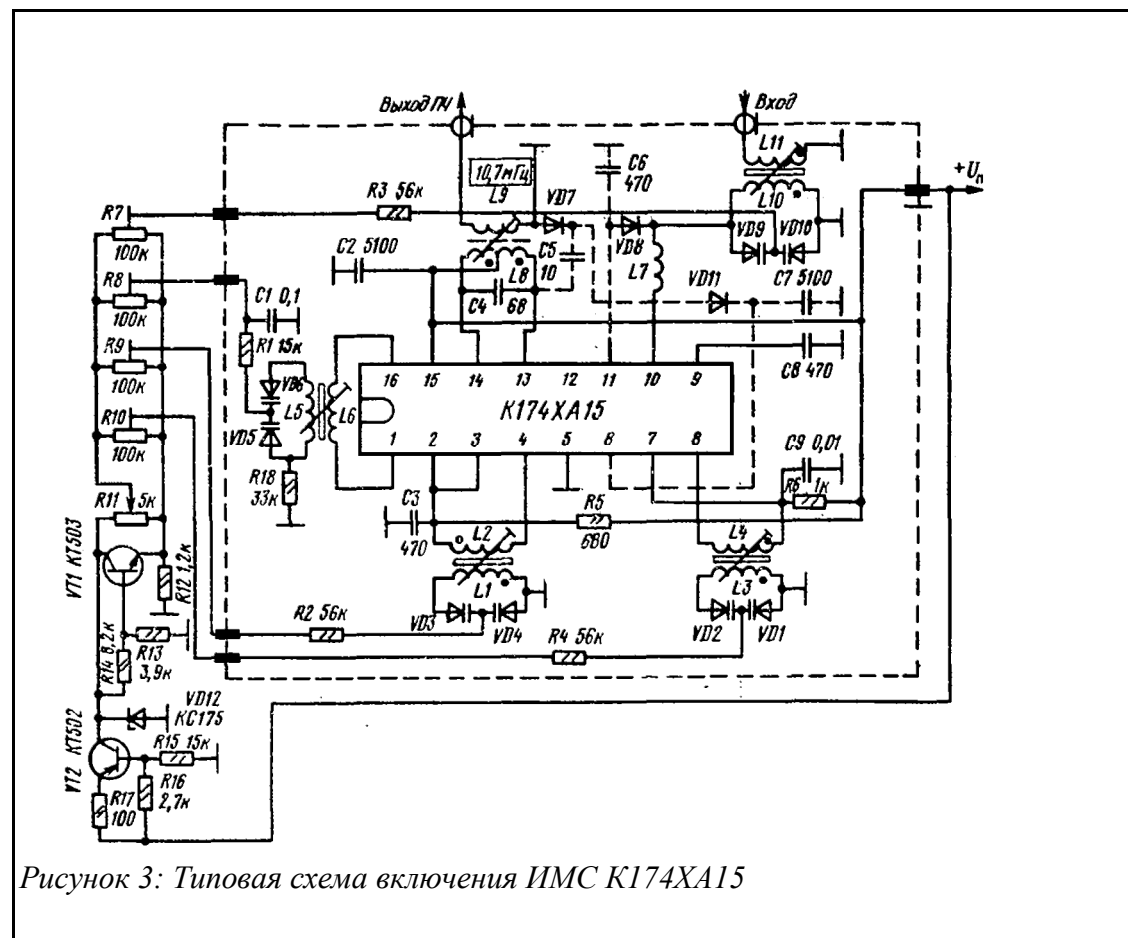 Выход ПЧ
Вход
L11
+Uп
10,7мГц
L9
C6
470
R3 56к
VD7
L10
R7
100к
C2 5100
VD8
VD9
VD10
C5
10
L8
L7
R8
100к
C4
68
VD11
C7 5100
C1 0,1
R1 15к
R9
100к
VD6
L5
L6
VD5
16
15
14
13
12
11
10
9
К174ХА15
1
2
3
4
5
6
7
8
C8 470
R10
100к
C9 0,01
R6 1к
R18
33к
R11
5к
C3
470
R5
680
L2
L4
VT1 КТ503
R12 1,2к
L1
L3
R2 56к
VD3
VD4
VD2
VD1
R4 56к
R14 8,2к
R13
3,9к
VD12
КС175
VT2 КТ502
R15 15к
R16
2,7к
R17
100
Рисунок 3: Типовая схема включения ИМС К174ХА15